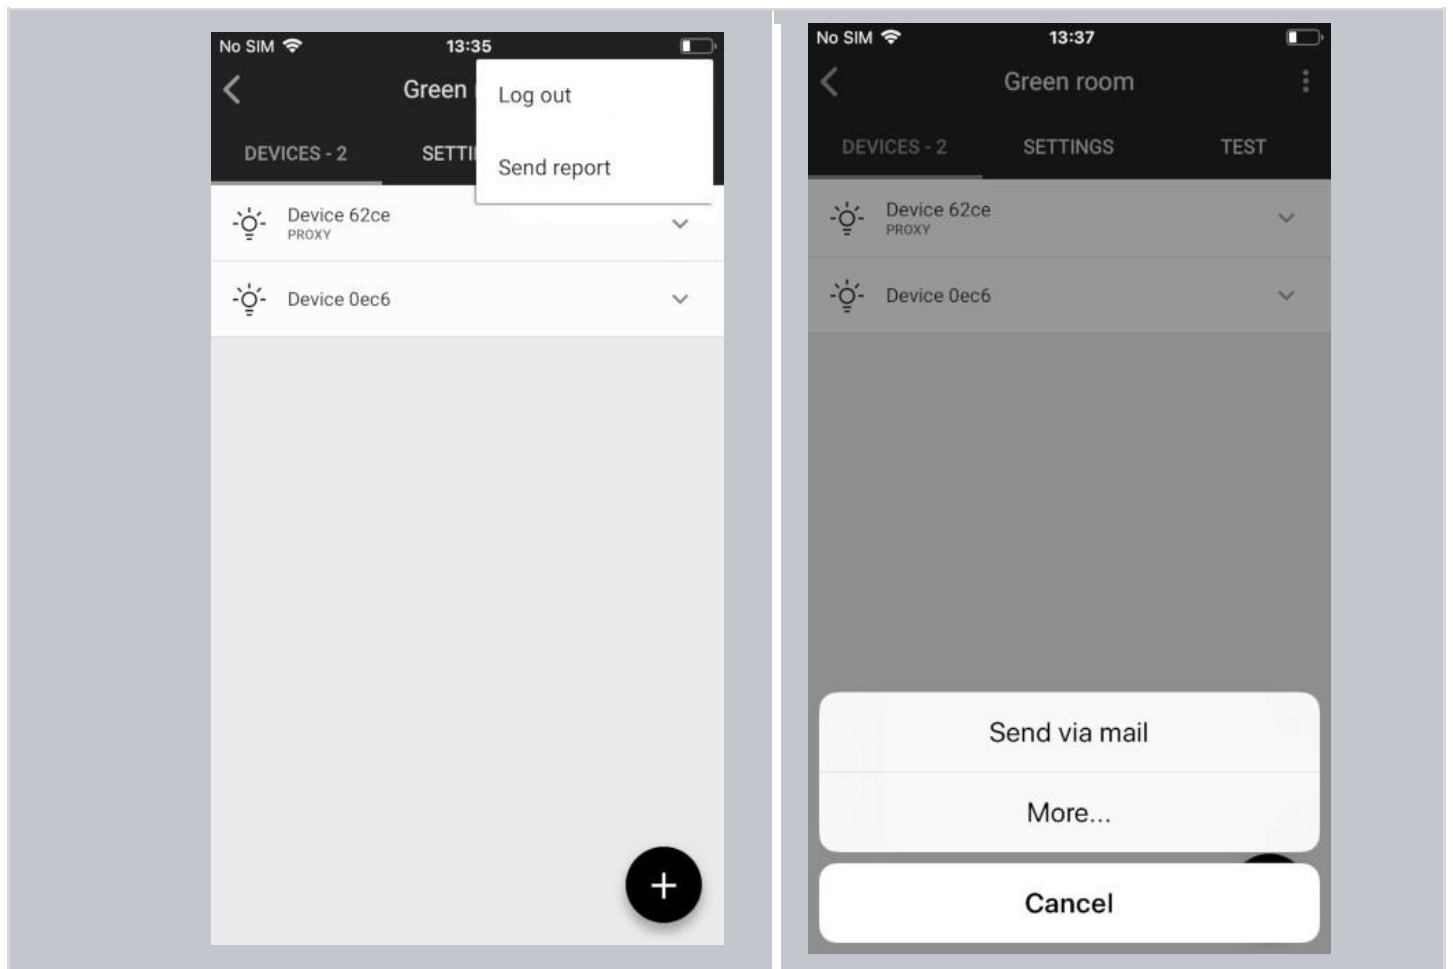 No SIM 13:35
Green
Log out
DEVICES - 2 SETTI
Send report
Device 62ce
PROXY
Device 0ec6
+
No SIM 13:37
Green room
DEVICES - 2 SETTINGS TEST
Device 62ce
PROXY
Device 0ec6
Send via mail
More...
Cancel